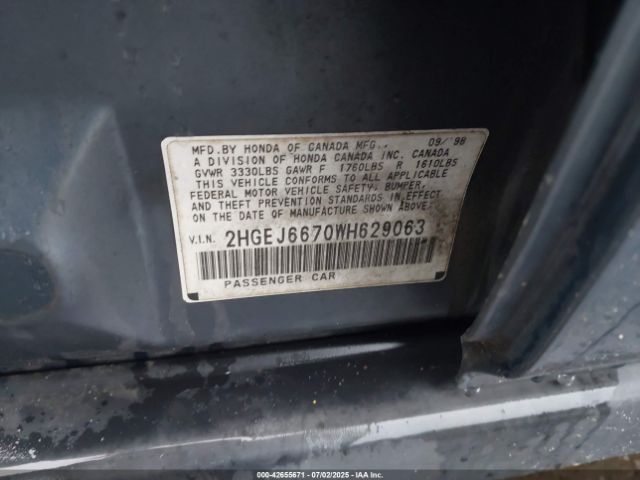 MFD.BY HONDA OF CANADA MFG., 09/'98
A DIVISION OF HONDA CANADA INC. CANADA
GVWR 3330LBS GAWR F 1760LBS R 1610LBS
THIS VEHICLE CONFORMS TO ALL APPLICABLE
FEDERAL MOTOR VEHICLE SAFETY, BUMPER,
AND THEFT PREVENTION STANDARDS IN EFFECT
ON THE DATE OF MANUFACTURE SHOWN ABOVE.
V.I.N. 2HGEJ6670WH629063
PASSENGER CAR
000-42655671 07/02/2025 - IAAI.COM